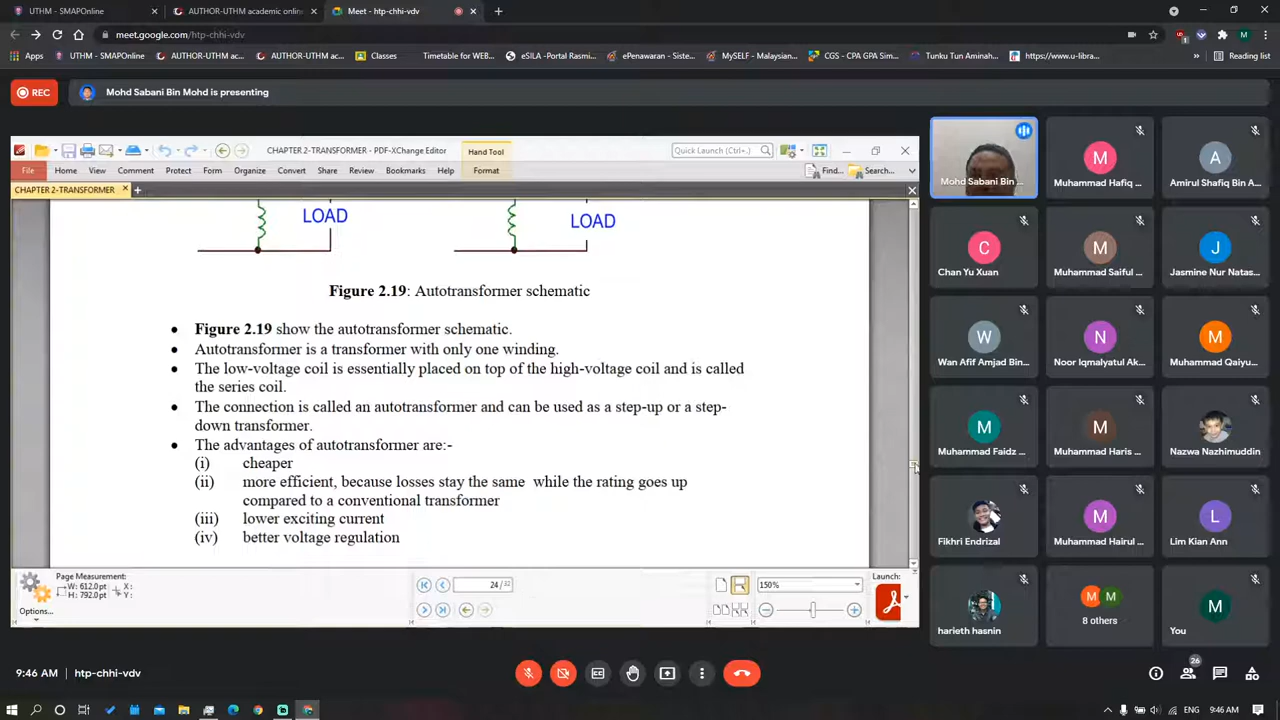 UTHM - SMAPOnline
AUTHOR-UTHM academic onlin
Meet - htp-chhi-vdv
meet.google.com/htp-chhi-vdv
Apps
UTHM - SMAPOnline
AUTHOR-UTHM ac...
AUTHOR-UTHM ac...
Classes
Timetable for WEB...
eSILA -Portal Rasmi...
ePenawaran - Siste...
MySELF - Malaysian...
CGS - CPA GPA Sim...
Tunku Tun Aminah...
https://www.u-libra...
»
Reading list
REC
Mohd Sabani Bin Mohd is presenting
CHAPTER 2-TRANSFORMER - PDF-XChange Editor
Hand Tool
Quick Launch (Ctrl+.)
File
Home
View
Comment
Protect
Form
Organize
Convert
Share
Review
Bookmarks
Help
Format
Find...
Search...
CHAPTER 2-TRANSFORMER
LOAD
LOAD
Figure 2.19: Autotransformer schematic
• Figure 2.19 show the autotransformer schematic.
• Autotransformer is a transformer with only one winding.
• The low-voltage coil is essentially placed on top of the high-voltage coil and is called
the series coil.
• The connection is called an autotransformer and can be used as a step-up or a step-
down transformer.
• The advantages of autotransformer are:-
(i) cheaper
(ii) more efficient, because losses stay the same while the rating goes up
compared to a conventional transformer
(iii) lower exciting current
(iv) better voltage regulation
Options...
Page Measurement:
W: 612.0 pt
H: 792.0 pt
X:
Y:
24 / 32
150%
Launch:
Mohd Sabani Bin ...
Muhammad Hafiq ...
Amirul Shafiq Bin A...
Chan Yu Xuan
Muhammad Saiful ...
Jasmine Nur Natas...
Wan Afif Amjad Bin...
Noor Iqmalyatul Ak...
Muhammad Qaiyu...
Muhammad Faidz ...
Muhammad Haris ...
Nazwa Nazhimuddin
Fikhri Endrizal
Muhammad Hairul ...
Lim Kian Ann
harieth hasnin
8 others
You
M
A
C
M
J
W
N
M
M
M
M
L
M
M
M
9:46 AM
htp-chhi-vdv
26
ENG
9:46 AM